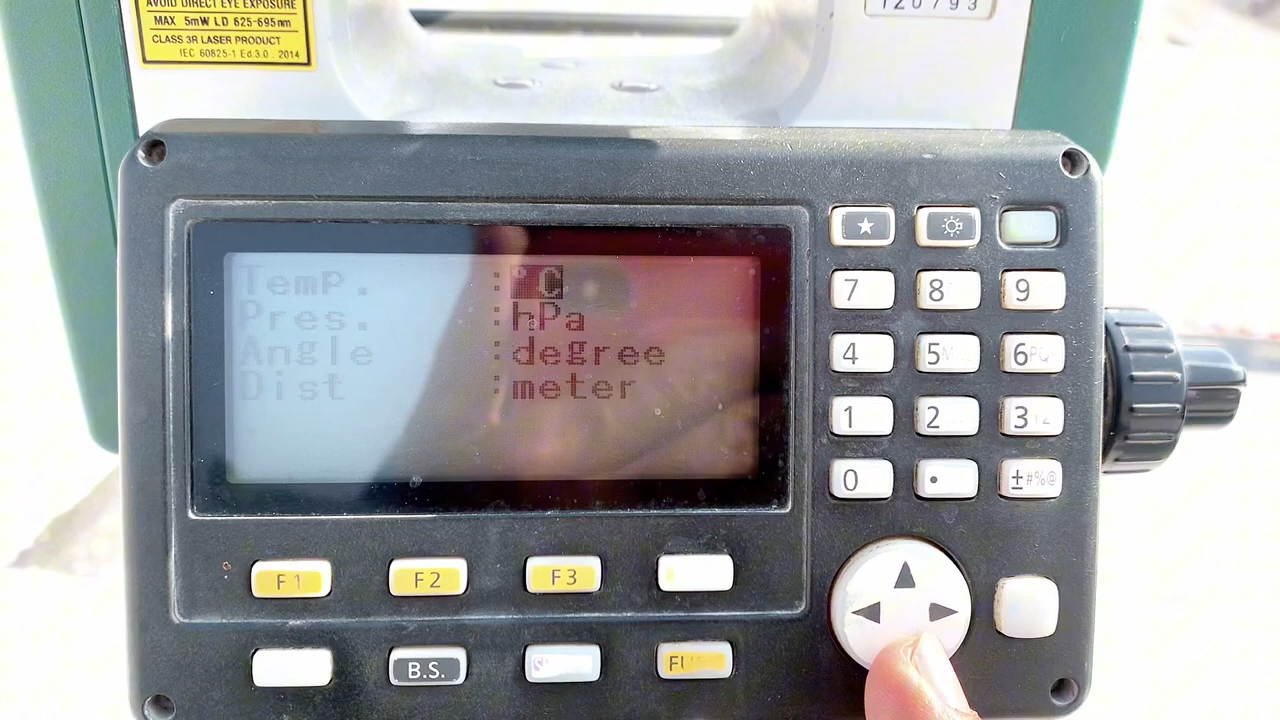 AVOID DIRECT EYE EXPOSURE
MAX 5mW LD 625-695nm
CLASS 3R LASER PRODUCT
IEC 60825-1 Ed.3.0 : 2014
120793
Temp. : °C
Pres. : hPa
Angle : degree
Dist : meter
★
7 8 9
4 5 6PQ
1 2 3
0 . ±#%@
F1 F2 F3
B.S.